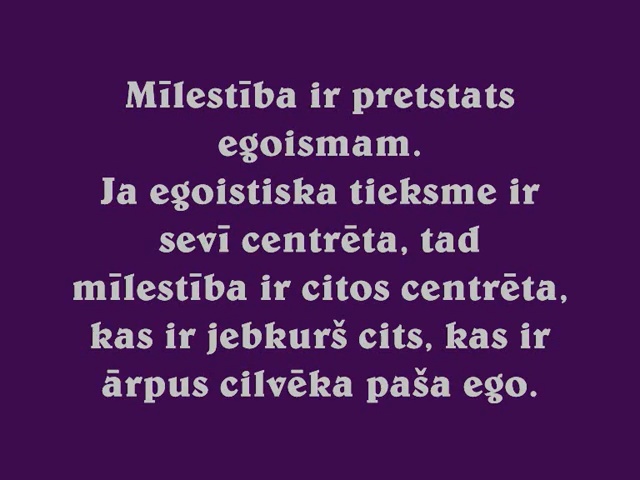 Mīlestība ir pretstats
egoismam.
Ja egoistiska tieksme ir
sevī centrēta, tad
mīlestība ir citos centrēta,
kas ir jebkurš cits, kas ir
ārpus cilvēka paša ego.